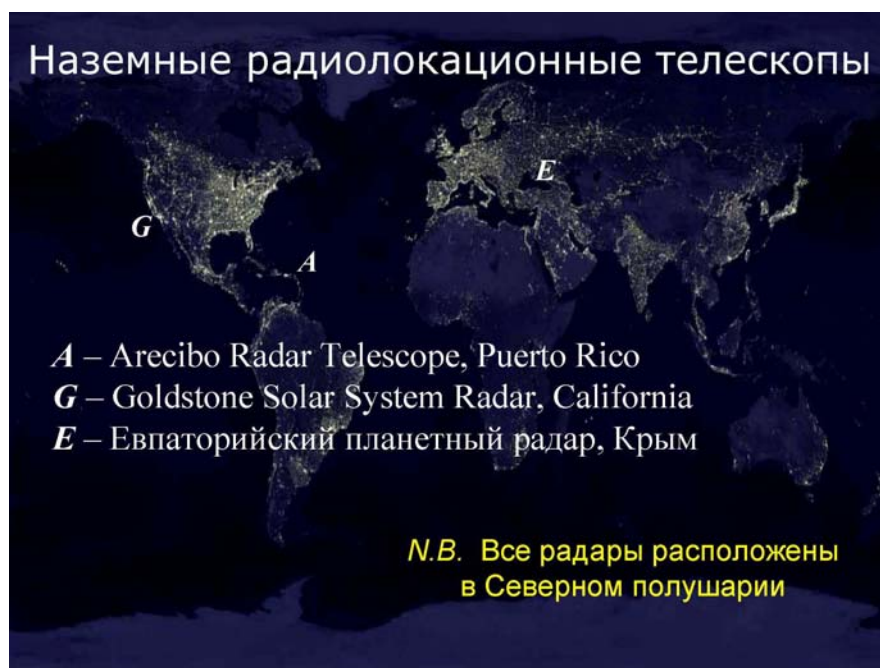 Наземные радиолокационные телескопы
E
G
A
A – Arecibo Radar Telescope, Puerto Rico
G – Goldstone Solar System Radar, California
E – Евпаторийский планетный радар, Крым
N.B. Все радары расположены
в Северном полушарии